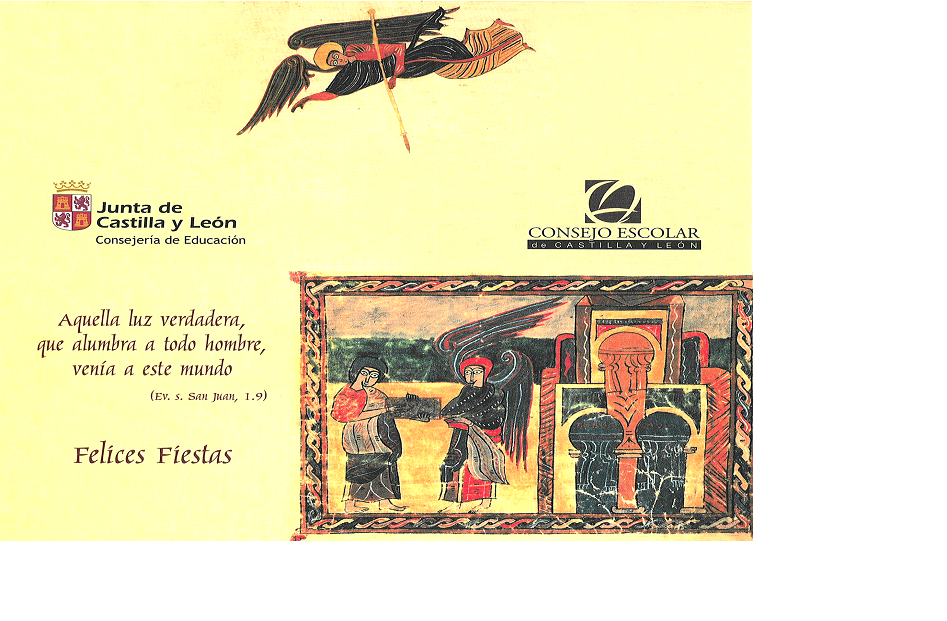 Junta de
Castilla y León
Consejería de Educación
CONSEJO ESCOLAR
de CASTILLA Y LEÓN
Aquella luz verdadera,
que alumbra a todo hombre,
venía a este mundo
(Ev. s. San Juan, 1.9)
Felices Fiestas